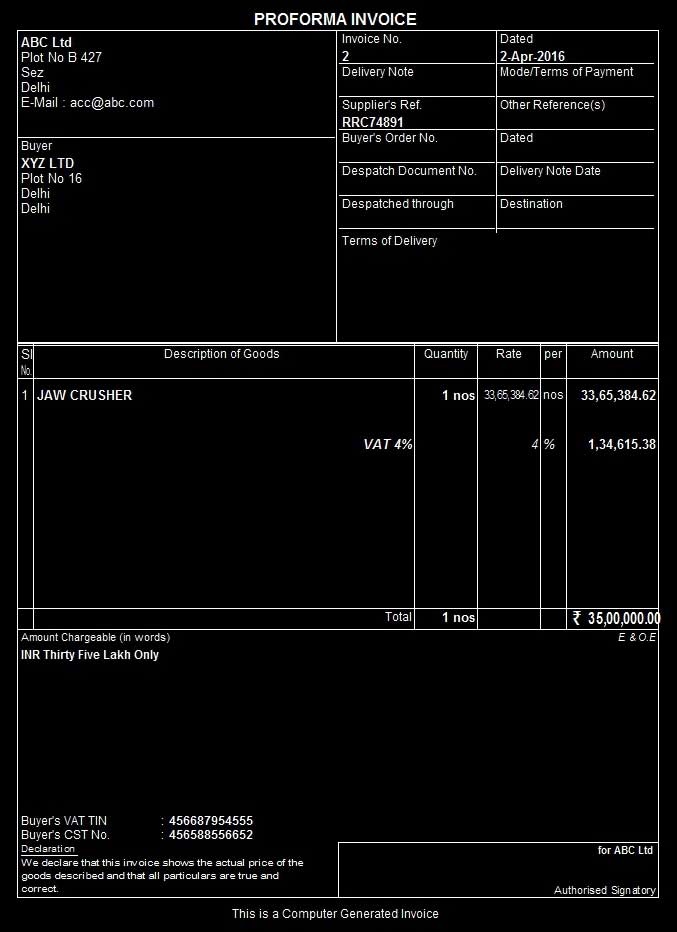 PROFORMA INVOICE
ABC Ltd
Plot No B 427
Sez
Delhi
E-Mail : acc@abc.com
Invoice No.
2
Dated
2-Apr-2016
Delivery Note
Mode/Terms of Payment
Supplier's Ref.
RRC74891
Other Reference(s)
Buyer
XYZ LTD
Plot No 16
Delhi
Delhi
Buyer's Order No.
Dated
Despatch Document No.
Delivery Note Date
Despatched through
Destination
Terms of Delivery
Sl No. Description of Goods Quantity Rate per Amount
1 JAW CRUSHER 1 nos 33,65,384.62 nos 33,65,384.62
VAT 4% 4 % 1,34,615.38
Total 1 nos ₹ 35,00,000.00
Amount Chargeable (in words) E & O.E
INR Thirty Five Lakh Only
Buyer's VAT TIN : 456687954555
Buyer's CST No. : 456588556652
Declaration
We declare that this invoice shows the actual price of the
goods described and that all particulars are true and
correct.
for ABC Ltd
Authorised Signatory
This is a Computer Generated Invoice